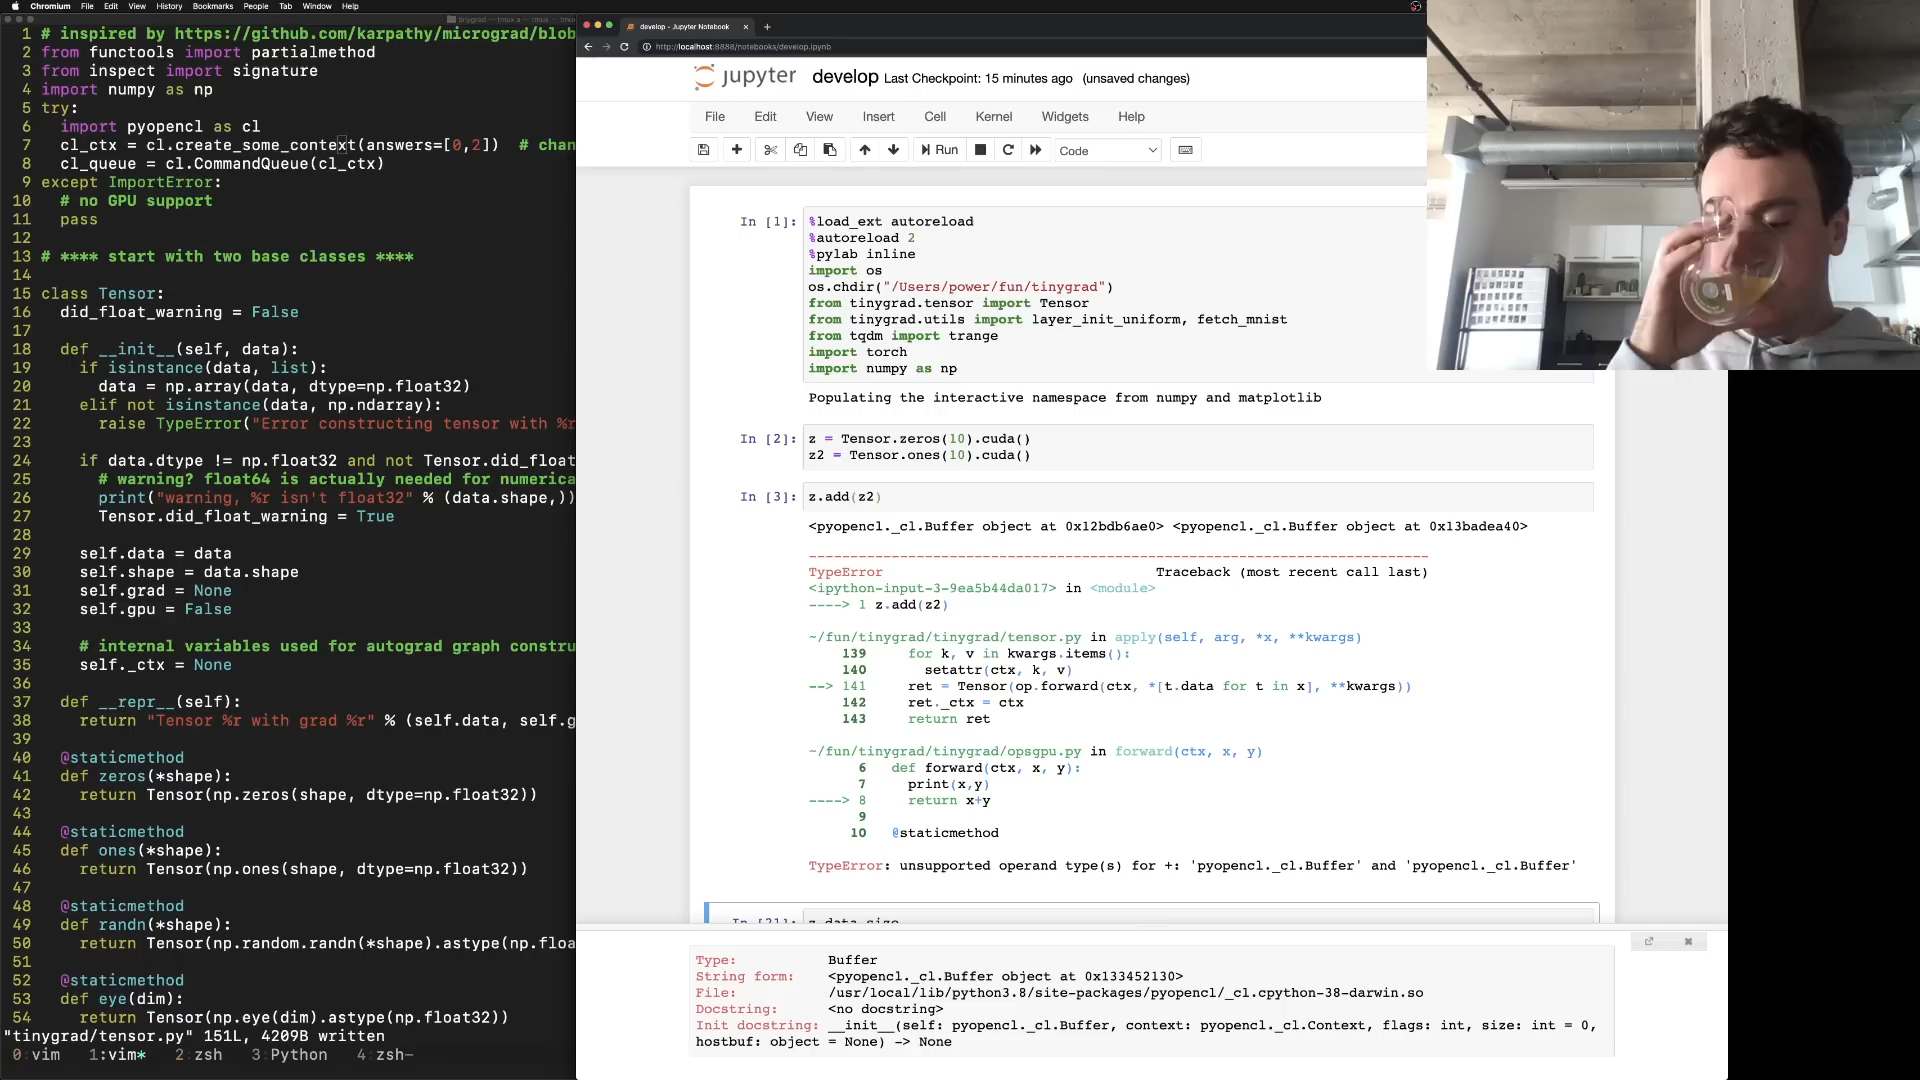 Chromium File Edit View History Bookmarks People Tab Window Help
1 # inspired by https://github.com/karpathy/micrograd/blob
2 from functools import partialmethod
3 from inspect import signature
4 import numpy as np
5 try:
6 import pyopencl as cl
7 cl_ctx = cl.create_some_context(answers=[0,2]) # chan
8 cl_queue = cl.CommandQueue(cl_ctx)
9 except ImportError:
10 # no GPU support
11 pass
12
13 # **** start with two base classes ****
14
15 class Tensor:
16 did_float_warning = False
17
18 def __init__(self, data):
19 if isinstance(data, list):
20 data = np.array(data, dtype=np.float32)
21 elif not isinstance(data, np.ndarray):
22 raise TypeError("Error constructing tensor with %r
23
24 if data.dtype != np.float32 and not Tensor.did_float
25 # warning? float64 is actually needed for numerica
26 print("warning, %r isn't float32" % (data.shape,))
27 Tensor.did_float_warning = True
28
29 self.data = data
30 self.shape = data.shape
31 self.grad = None
32 self.gpu = False
33
34 # internal variables used for autograd graph constru
35 self._ctx = None
36
37 def __repr__(self):
38 return "Tensor %r with grad %r" % (self.data, self.g
39
40 @staticmethod
41 def zeros(*shape):
42 return Tensor(np.zeros(shape, dtype=np.float32))
43
44 @staticmethod
45 def ones(*shape):
46 return Tensor(np.ones(shape, dtype=np.float32))
47
48 @staticmethod
49 def randn(*shape):
50 return Tensor(np.random.randn(*shape).astype(np.floa
51
52 @staticmethod
53 def eye(dim):
54 return Tensor(np.eye(dim).astype(np.float32))
"tinygrad/tensor.py" 151L, 4209B written
0:vim 1:vim* 2:zsh 3:Python 4:zsh-
develop - Jupyter Notebook
http://localhost:8888/notebooks/develop.ipynb
jupyter develop Last Checkpoint: 15 minutes ago (unsaved changes)
File Edit View Insert Cell Kernel Widgets Help
Run Code
In [1]: %load_ext autoreload
%autoreload 2
%pylab inline
import os
os.chdir("/Users/power/fun/tinygrad")
from tinygrad.tensor import Tensor
from tinygrad.utils import layer_init_uniform, fetch_mnist
from tqdm import trange
import torch
import numpy as np
Populating the interactive namespace from numpy and matplotlib
In [2]: z = Tensor.zeros(10).cuda()
z2 = Tensor.ones(10).cuda()
In [3]: z.add(z2)
<pyopencl._cl.Buffer object at 0x12bdb6ae0> <pyopencl._cl.Buffer object at 0x13badea40>
---------------------------------------------------------------------------
TypeError Traceback (most recent call last)
<ipython-input-3-9ea5b44da017> in <module>
----> 1 z.add(z2)
~/fun/tinygrad/tinygrad/tensor.py in apply(self, arg, *x, **kwargs)
139 for k, v in kwargs.items():
140 setattr(ctx, k, v)
--> 141 ret = Tensor(op.forward(ctx, *[t.data for t in x], **kwargs))
142 ret._ctx = ctx
143 return ret
~/fun/tinygrad/tinygrad/opsgpu.py in forward(ctx, x, y)
6 def forward(ctx, x, y):
7 print(x,y)
----> 8 return x+y
9
10 @staticmethod
TypeError: unsupported operand type(s) for +: 'pyopencl._cl.Buffer' and 'pyopencl._cl.Buffer'
In [21]: z.data.size
Type: Buffer
String form: <pyopencl._cl.Buffer object at 0x133452130>
File: /usr/local/lib/python3.8/site-packages/pyopencl/_cl.cpython-38-darwin.so
Docstring: <no docstring>
Init docstring: __init__(self: pyopencl._cl.Buffer, context: pyopencl._cl.Context, flags: int, size: int = 0,
hostbuf: object = None) -> None